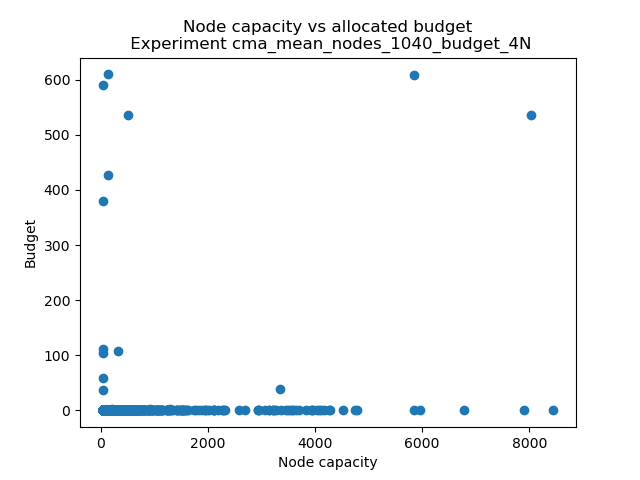 Node capacity vs allocated budget
Experiment cma_mean_nodes_1040_budget_4N
600
500
400
300
200
100
0
Budget
0 2000 4000 6000 8000
Node capacity